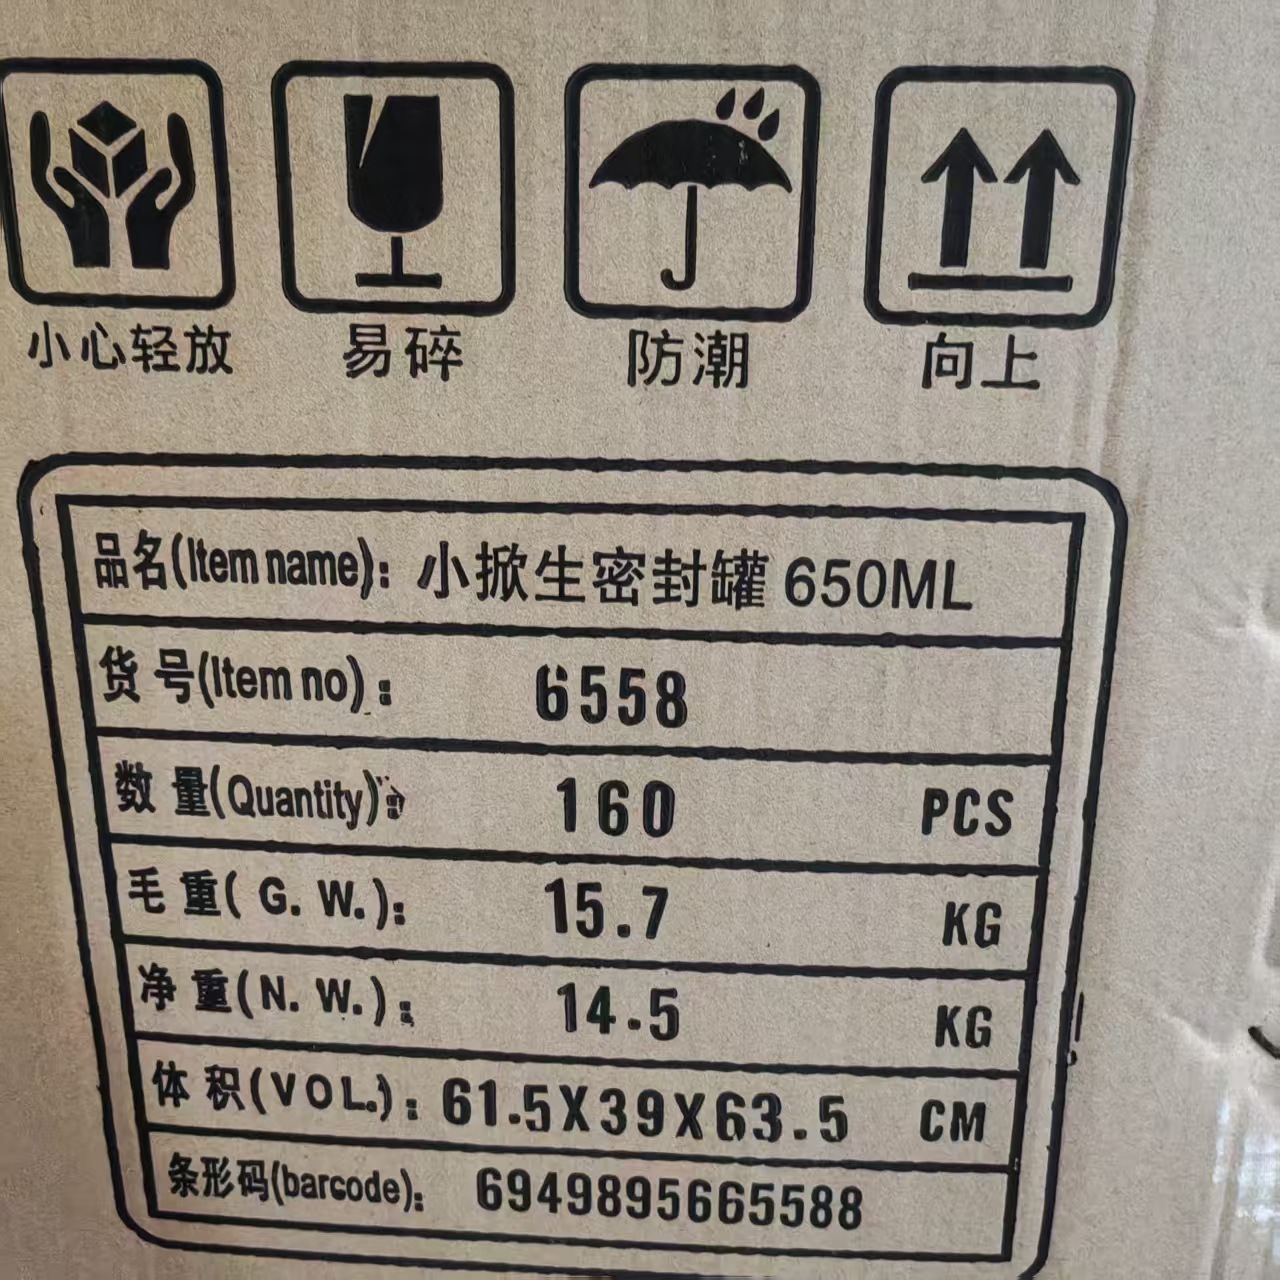 小心轻放 易碎 防潮 向上
品名(Item name): 小掀生密封罐 650ML
货号(Item no): 6558
数量(Quantity): 160 PCS
毛重(G.W.): 15.7 KG
净重(N.W.): 14.5 KG
体积(VOL.): 61.5X39X63.5 CM
条形码(barcode): 6949895665588